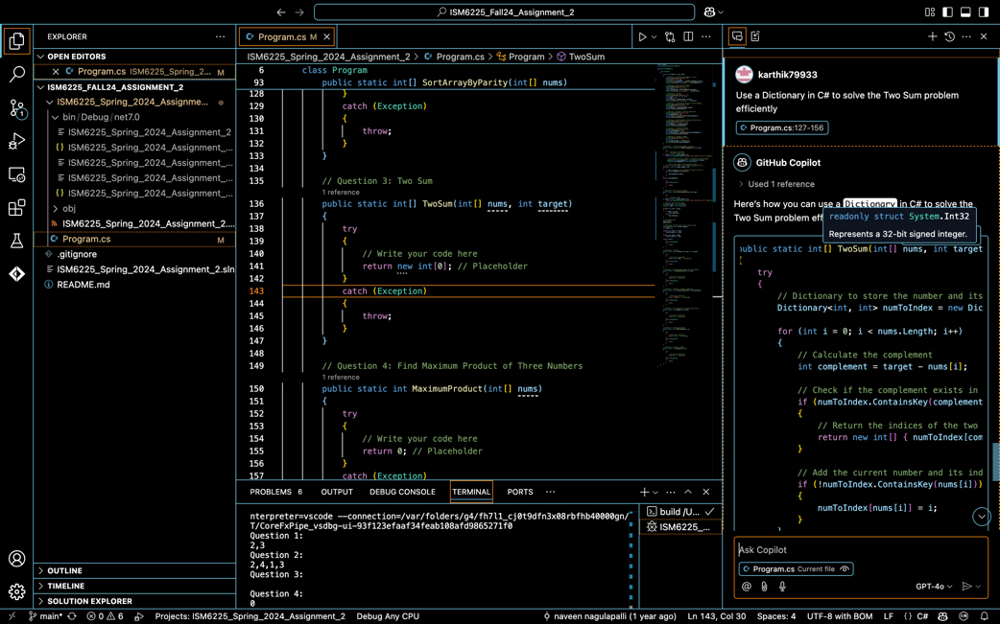 ISM6225_Fall24_Assignment_2
EXPLORER
OPEN EDITORS
Program.cs ISM6225_Spring_2... M
ISM6225_FALL24_ASSIGNMENT_2
ISM6225_Spring_2024_Assignme...
bin/Debug/net7.0
ISM6225_Spring_2024_Assignment_2
ISM6225_Spring_2024_Assignment_...
ISM6225_Spring_2024_Assignment_...
ISM6225_Spring_2024_Assignment_...
ISM6225_Spring_2024_Assignment_...
obj
ISM6225_Spring_2024_Assignment_2...
Program.cs M
.gitignore
ISM6225_Spring_2024_Assignment_2.sln
README.md
OUTLINE
TIMELINE
SOLUTION EXPLORER
Program.cs M
ISM6225_Spring_2024_Assignment_2 > Program.cs > Program > TwoSum
6 class Program
93 public static int[] SortArrayByParity(int[] nums)
128 }
129 catch (Exception)
130 {
131 throw;
132 }
133 }
134
135 // Question 3: Two Sum
1 reference
136 public static int[] TwoSum(int[] nums, int target)
137 {
138 try
139 {
140 // Write your code here
141 return new int[0]; // Placeholder
142 }
143 catch (Exception)
144 {
145 throw;
146 }
147 }
148
149 // Question 4: Find Maximum Product of Three Numbers
1 reference
150 public static int MaximumProduct(int[] nums)
151 {
152 try
153 {
154 // Write your code here
155 return 0; // Placeholder
156 }
157 catch (Exception)
PROBLEMS 6 OUTPUT DEBUG CONSOLE TERMINAL PORTS
nterpreter=vscode --connection=/var/folders/g4/fh7l1_cj0t9dfn3x08rbfhb40000gn/
T/CoreFxPipe_vsdbg-ui-93f123efaaf34feab108afd9865271f0
Question 1:
2,3
Question 2:
2,4,1,3
Question 3:
Question 4:
0
build /U...
ISM6225_...
karthik79933
Use a Dictionary in C# to solve the Two Sum problem
efficiently
Program.cs:127-156
GitHub Copilot
Used 1 reference
Here's how you can use a Dictionary in C# to solve the
Two Sum problem eff
readonly struct System.Int32
Represents a 32-bit signed integer.
ublic static int[] TwoSum(int[] nums, int target
{
try
{
// Dictionary to store the number and its
Dictionary<int, int> numToIndex = new Dic
for (int i = 0; i < nums.Length; i++)
{
// Calculate the complement
int complement = target - nums[i];
// Check if the complement exists in
if (numToIndex.ContainsKey(complement
{
// Return the indices of the two
return new int[] { numToIndex[com
}
// Add the current number and its ind
if (!numToIndex.ContainsKey(nums[i]))
{
numToIndex[nums[i]] = i;
}
Ask Copilot
Program.cs Current file
GPT-4o
main* 0 6 Projects: ISM6225_Spring_2024_Assignment_2 Debug Any CPU naveen nagulapalli (1 year ago) Ln 143, Col 30 Spaces: 4 UTF-8 with BOM LF {} C#